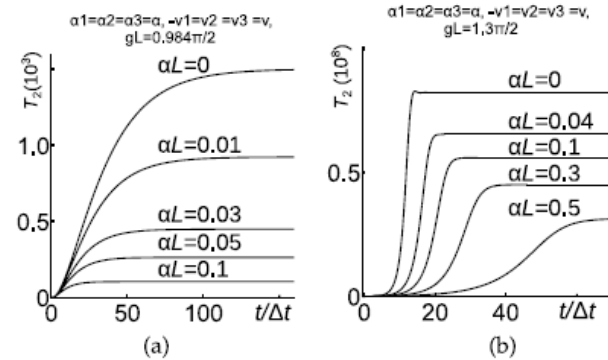 α1=α2=α3=α, -v1=v2 =v3 =v,
gL=0.984π/2
T₂(10³)
αL=0
1.0
αL=0.01
0.5
αL=0.03
αL=0.05
αL=0.1
0
0 50 100 t/Δt
(a)
α1=α2=α3=α, -v1=v2=v3 =v,
gL=1,3π/2
T₂ (10⁸)
αL=0
αL=0.04
αL=0.1
0.5
αL=0.3
αL=0.5
0
0 20 40 t/Δt
(b)